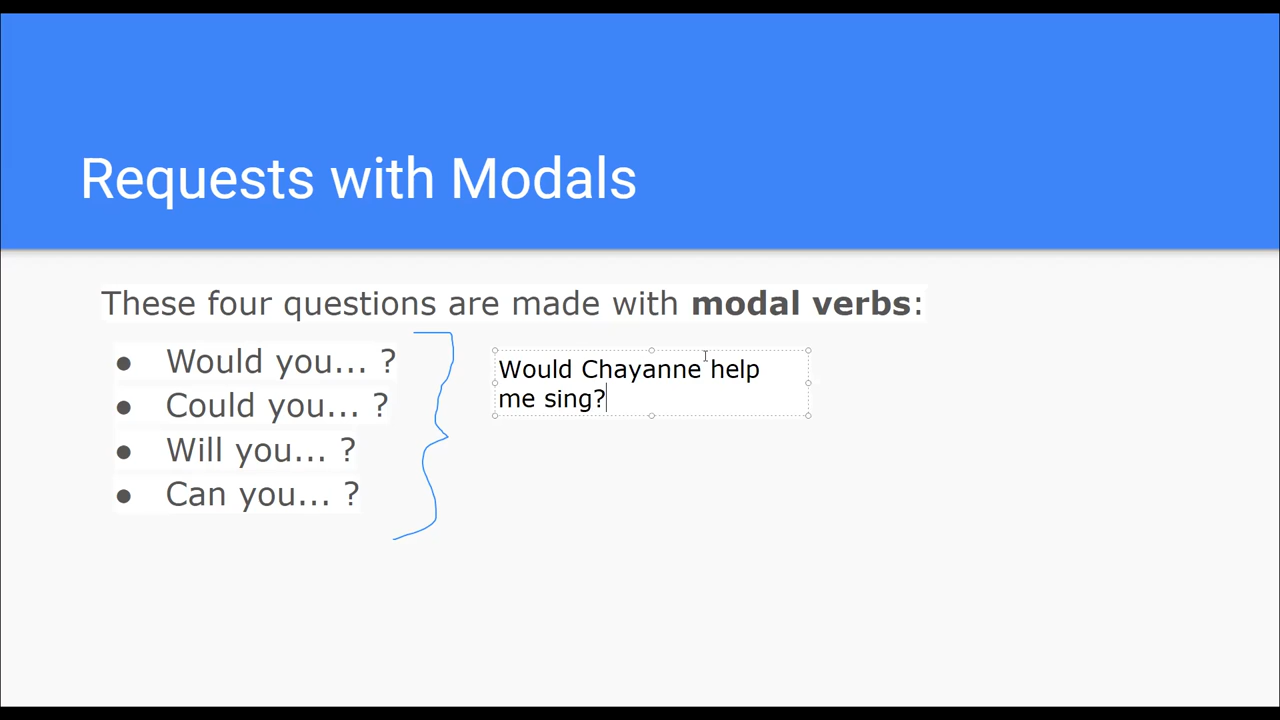 Requests with Modals
These four questions are made with modal verbs:
● Would you... ?
● Could you... ?
● Will you... ?
● Can you... ?
Would Chayanne help
me sing?